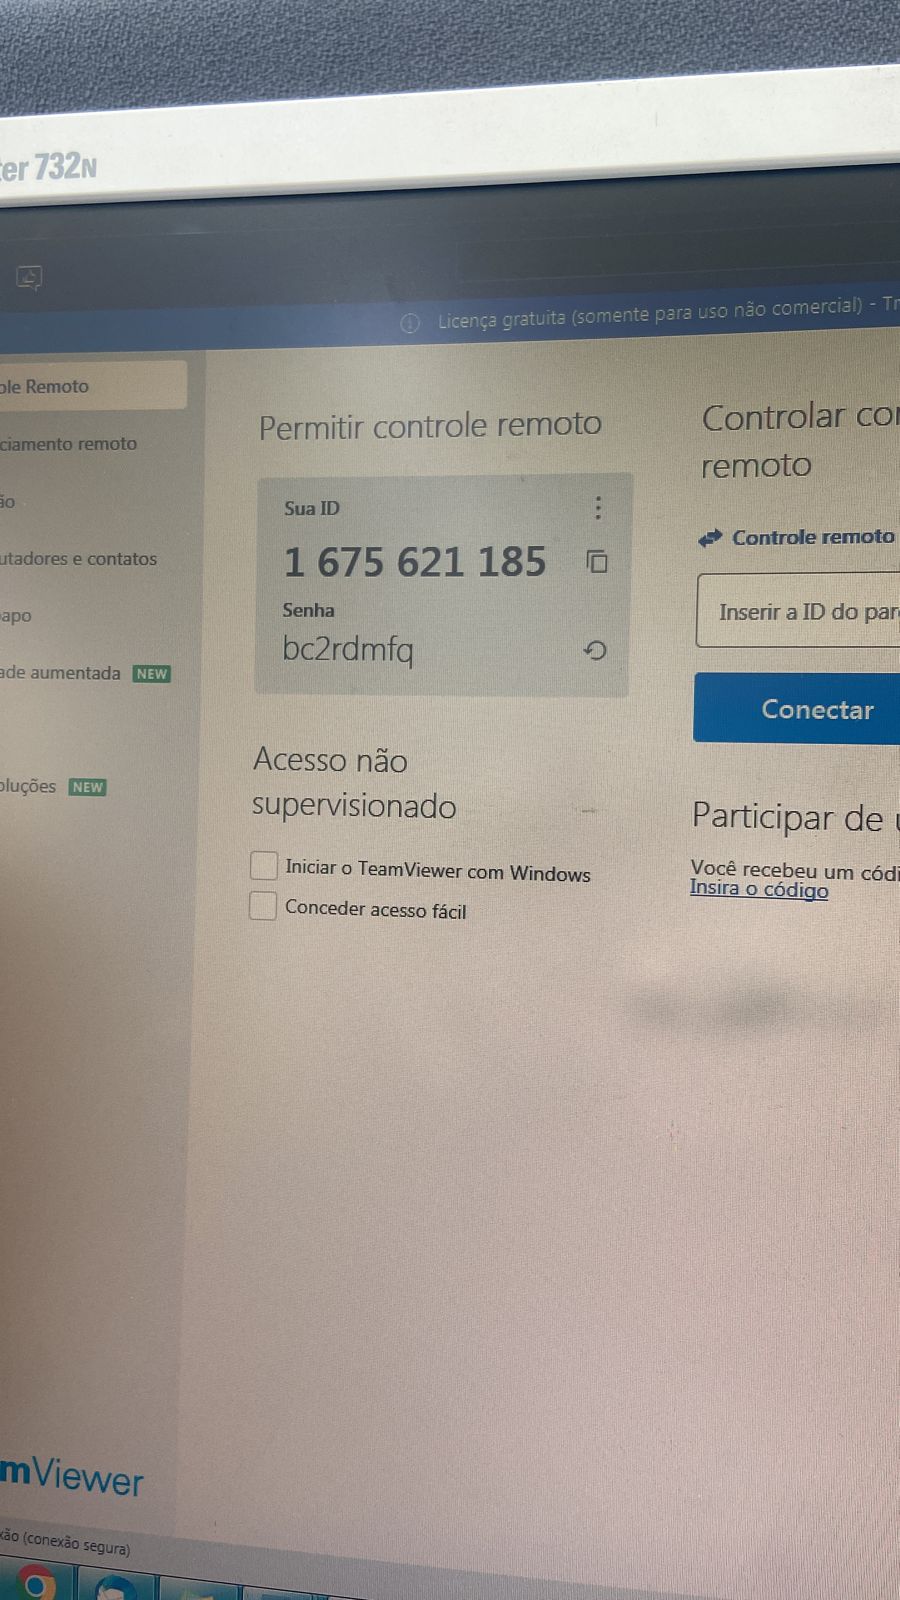 er 732N
Licença gratuita (somente para uso não comercial) -
ole Remoto
ciamento remoto
ão
utadores e contatos
apo
ade aumentada NEW
oluções NEW
Permitir controle remoto
Sua ID
1 675 621 185
Senha
bc2rdmfq
Acesso não
supervisionado
Iniciar o TeamViewer com Windows
Conceder acesso fácil
Controlar co
remoto
Controle remoto
Inserir a ID do par
Conectar
Participar de
Você recebeu um códi
Insira o código
mViewer
xão (conexão segura)